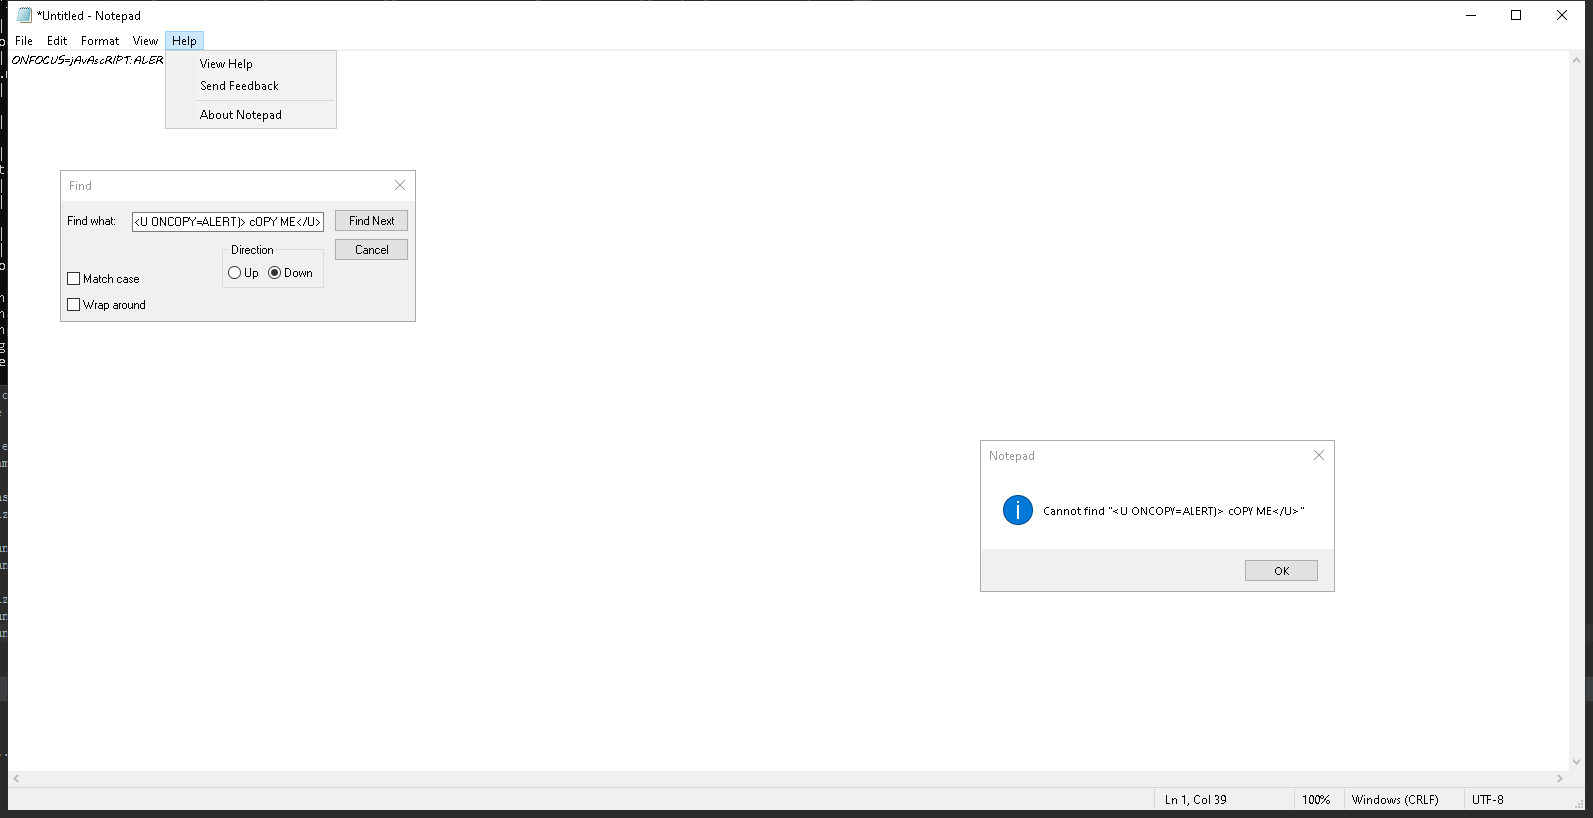 *Untitled - Notepad
File Edit Format View Help
ONFOCUS=jAvAscRIPT:ALER
View Help
Send Feedback
About Notepad
Find
Find what: <U ONCOPY=ALERT)> cOPY ME</U> Find Next
Direction Cancel
Up Down
Match case
Wrap around
Notepad
Cannot find "<U ONCOPY=ALERT)> cOPY ME</U>"
OK
Ln 1, Col 39 100% Windows (CRLF) UTF-8